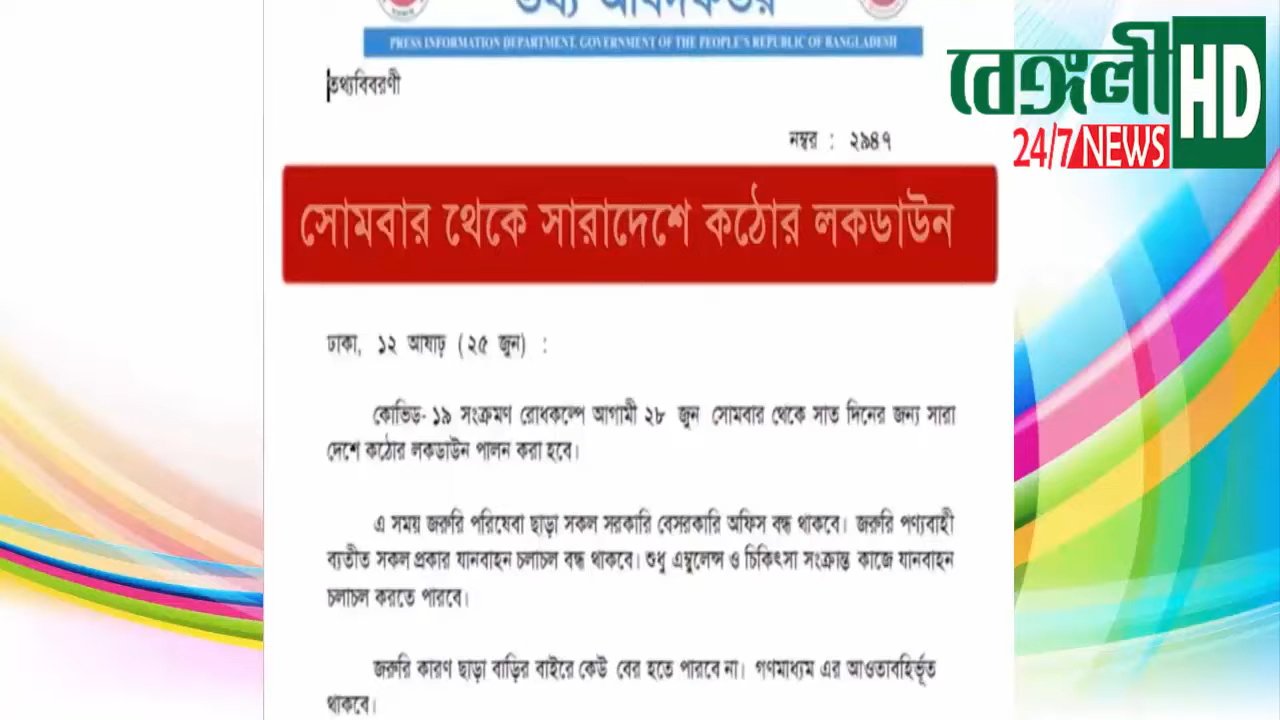 তথ্য অধিদফতর
PRESS INFORMATION DEPARTMENT, GOVERNMENT OF THE PEOPLE'S REPUBLIC OF BANGLADESH
বেঙ্গলী HD
24/7 NEWS
তথ্যবিবরণী
নম্বর : ২৯৪৭
সোমবার থেকে সারাদেশে কঠোর লকডাউন
ঢাকা, ১২ আষাঢ় (২৫ জুন) :
কোভিড- ১৯ সংক্রমণ রোধকল্পে আগামী ২৮ জুন সোমবার থেকে সাত দিনের জন্য সারা
দেশে কঠোর লকডাউন পালন করা হবে।
এ সময় জরুরি পরিষেবা ছাড়া সকল সরকারি বেসরকারি অফিস বন্ধ থাকবে। জরুরি পণ্যবাহী
ব্যতীত সকল প্রকার যানবাহন চলাচল বন্ধ থাকবে। শুধু এম্বুলেন্স ও চিকিৎসা সংক্রান্ত কাজে যানবাহন
চলাচল করতে পারবে।
জরুরি কারণ ছাড়া বাড়ির বাইরে কেউ বের হতে পারবে না। গণমাধ্যম এর আওতাবহির্ভূত
থাকবে।